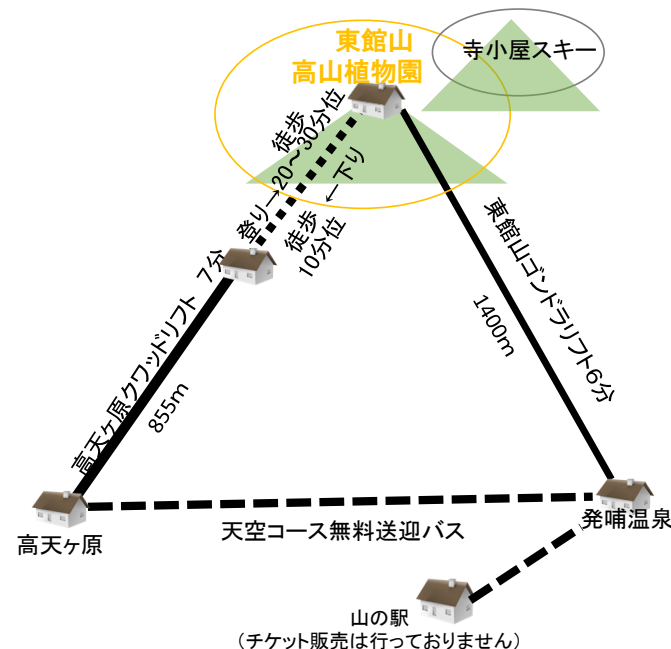 東館山
高山植物園
寺小屋スキー
徒歩
登り→20～30分位
←下り
徒歩
10分位
高天ヶ原クワッドリフト 7分
855m
東館山ゴンドラリフト6分
1400m
高天ヶ原
天空コース無料送迎バス
発哺温泉
山の駅
（チケット販売は行っておりません）